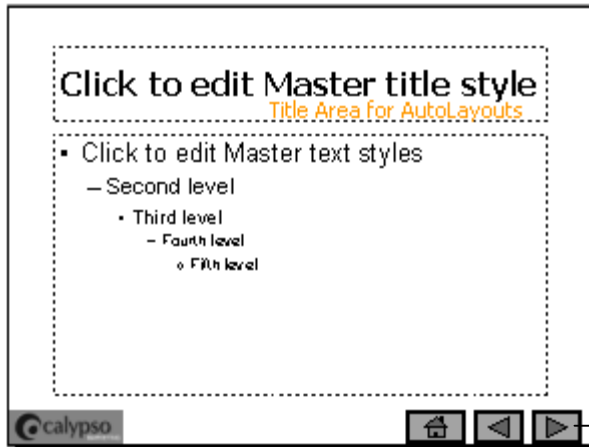 Click to edit Master title style
Title Area for AutoLayouts
▪ Click to edit Master text styles
– Second level
• Third level
– Fourth level
o Fifth level
calypso